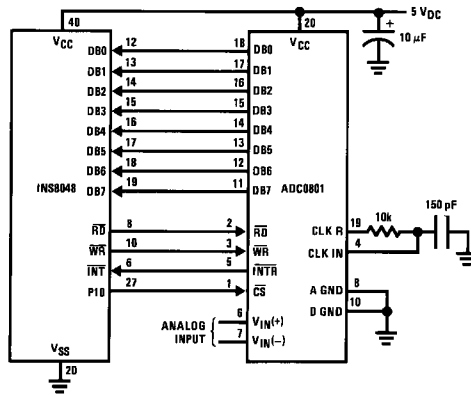 40
20
5 VDC
+
10 µF
VCC
VCC
DB0 12 18 DB0
DB1 13 17 DB1
DB2 14 16 DB2
DB3 15 15 DB3
DB4 16 14 DB4
DB5 17 13 DB5
DB6 18 12 DB6
DB7 19 11 DB7
INS8048
ADC0801
RD 8 2 RD
WR 10 3 WR
INT 6 5 INTR
P10 27 1 CS
CLK R 19 10k 150 pF
CLK IN 4
A GND 8
D GND 10
ANALOG INPUT
6 VIN(+)
7 VIN(–)
VSS
20